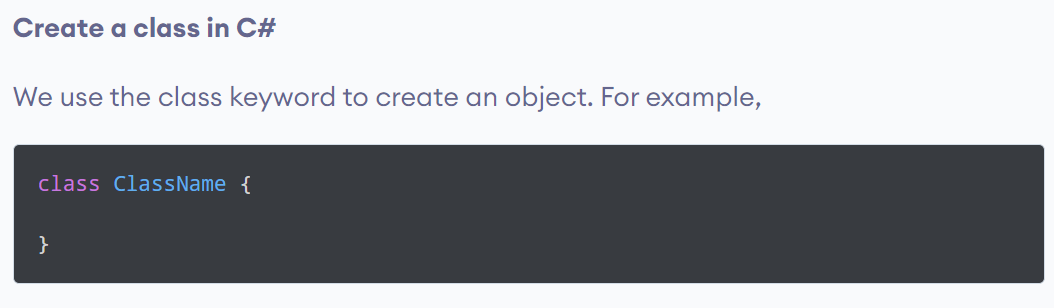 Create a class in C#
We use the class keyword to create an object. For example,
class ClassName {
}